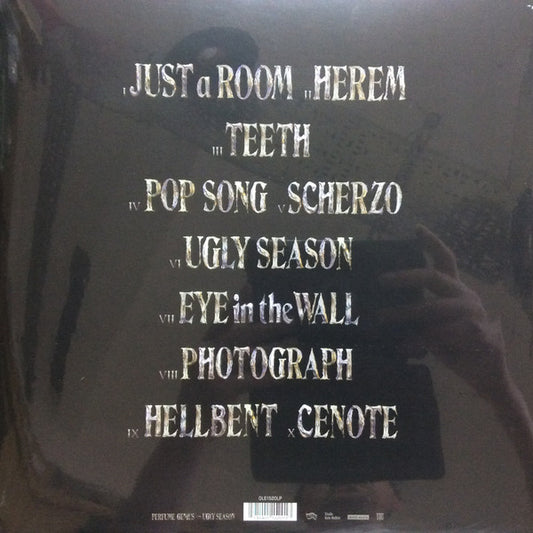 I JUST a ROOM II HEREM
III TEETH
IV POP SONG V SCHERZO
VI UGLY SEASON
VII EYE in the WALL
VIII PHOTOGRAPH
IX HELLBENT X CENOTE
OLE1520LP
PERFUME GENIUS — UGLY SEASON